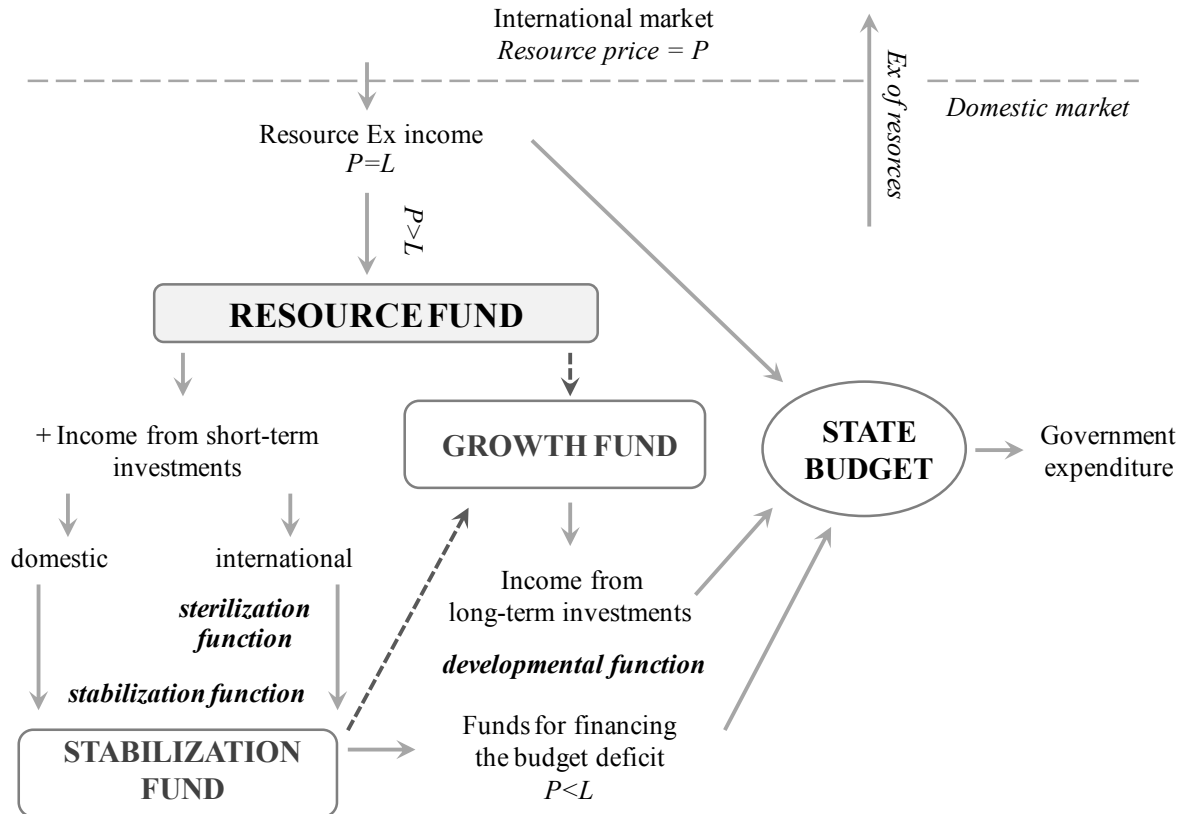 International market
Resource price = P
Ex of resorces
Domestic market
Resource Ex income
P=L
P>L
RESOURCE FUND
+ Income from short-term
investments
GROWTH FUND
STATE
BUDGET
Government
expenditure
domestic
international
Income from
long-term investments
sterilization
function
developmental function
stabilization function
Funds for financing
the budget deficit
P<L
STABILIZATION
FUND